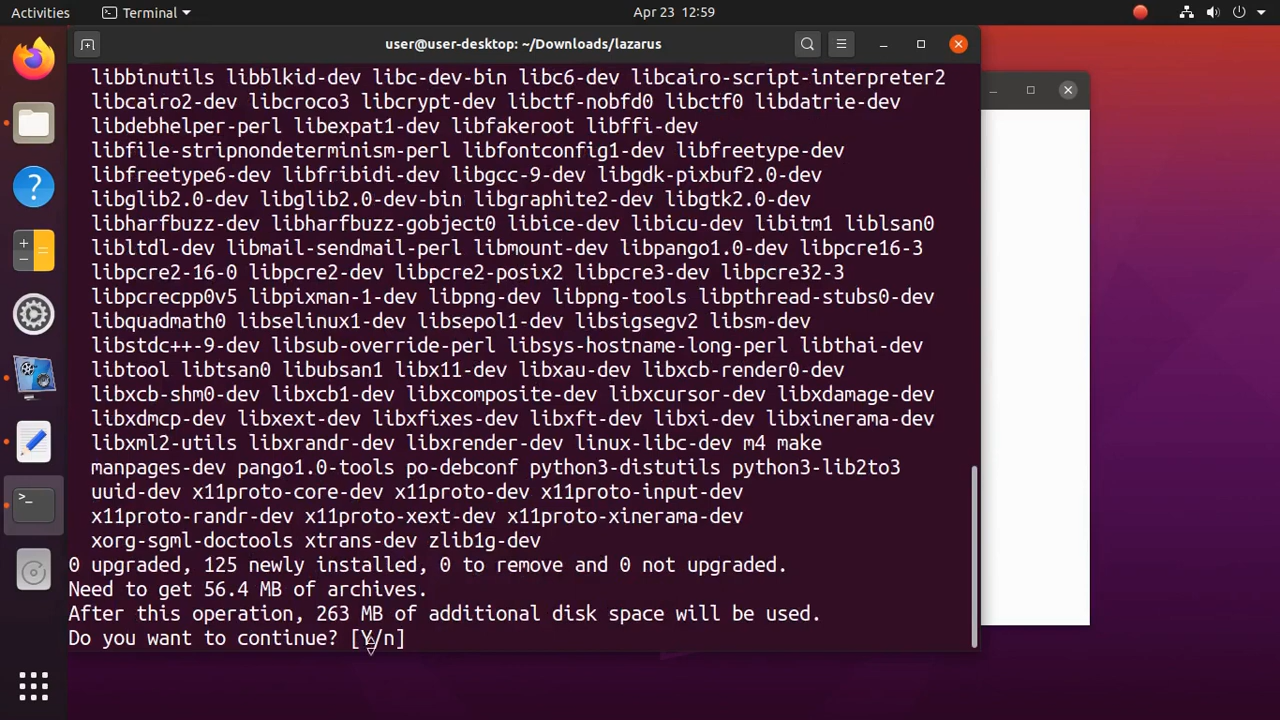 Activities
Terminal
Apr 23 12:59
user@user-desktop: ~/Downloads/lazarus
libbinutils libblkid-dev libc-dev-bin libc6-dev libcairo-script-interpreter2
libcairo2-dev libcroco3 libcrypt-dev libctf-nobfd0 libctf0 libdatrie-dev
libdebhelper-perl libexpat1-dev libfakeroot libffi-dev
libfile-stripnondeterminism-perl libfontconfig1-dev libfreetype-dev
libfreetype6-dev libfribidi-dev libgcc-9-dev libgdk-pixbuf2.0-dev
libglib2.0-dev libglib2.0-dev-bin libgraphite2-dev libgtk2.0-dev
libharfbuzz-dev libharfbuzz-gobject0 libice-dev libicu-dev libitm1 liblsan0
libltdl-dev libmail-sendmail-perl libmount-dev libpango1.0-dev libpcre16-3
libpcre2-16-0 libpcre2-dev libpcre2-posix2 libpcre3-dev libpcre32-3
libpcrecpp0v5 libpixman-1-dev libpng-dev libpng-tools libpthread-stubs0-dev
libquadmath0 libselinux1-dev libsepol1-dev libsigsegv2 libsm-dev
libstdc++-9-dev libsub-override-perl libsys-hostname-long-perl libthai-dev
libtool libtsan0 libubsan1 libx11-dev libxau-dev libxcb-render0-dev
libxcb-shm0-dev libxcb1-dev libxcomposite-dev libxcursor-dev libxdamage-dev
libxdmcp-dev libxext-dev libxfixes-dev libxft-dev libxi-dev libxinerama-dev
libxml2-utils libxrandr-dev libxrender-dev linux-libc-dev m4 make
manpages-dev pango1.0-tools po-debconf python3-distutils python3-lib2to3
uuid-dev x11proto-core-dev x11proto-dev x11proto-input-dev
x11proto-randr-dev x11proto-xext-dev x11proto-xinerama-dev
xorg-sgml-doctools xtrans-dev zlib1g-dev
0 upgraded, 125 newly installed, 0 to remove and 0 not upgraded.
Need to get 56.4 MB of archives.
After this operation, 263 MB of additional disk space will be used.
Do you want to continue? [Y/n]